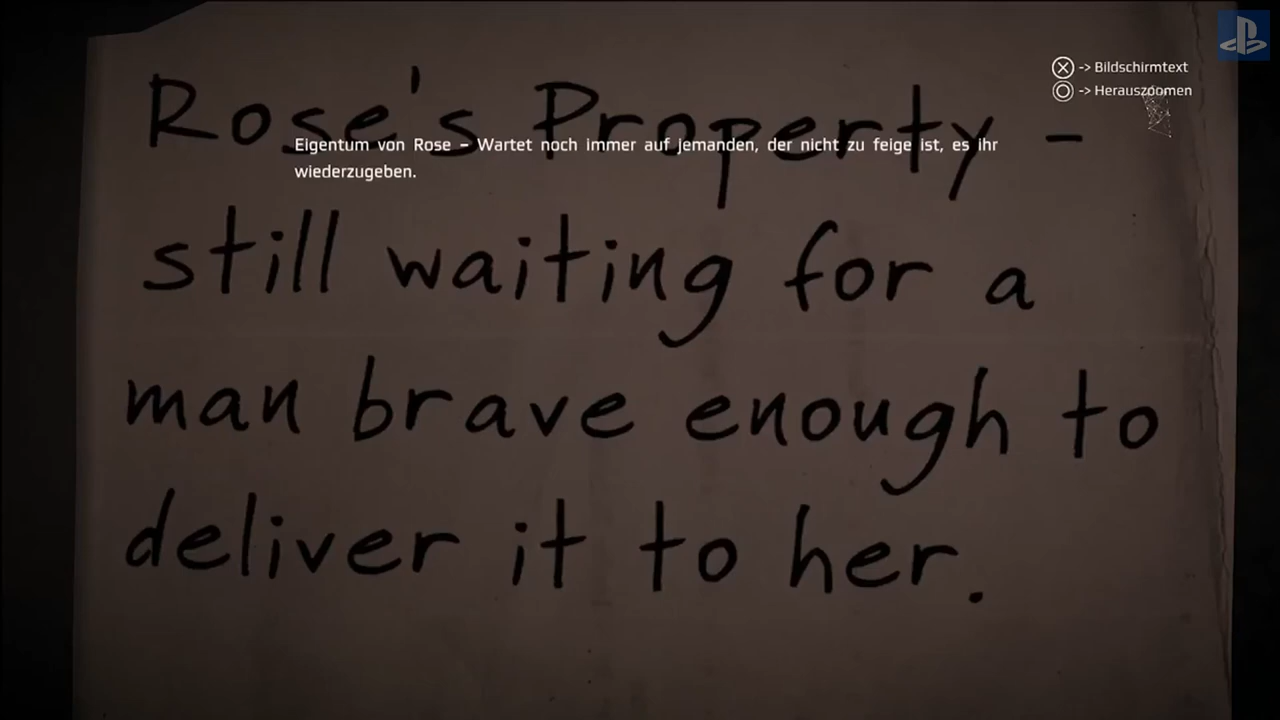 Rose's Property -
still waiting for a
man brave enough to
deliver it to her.
Eigentum von Rose – Wartet noch immer auf jemanden, der nicht zu feige ist, es ihr
wiederzugeben.
-> Bildschirmtext
-> Herauszoomen